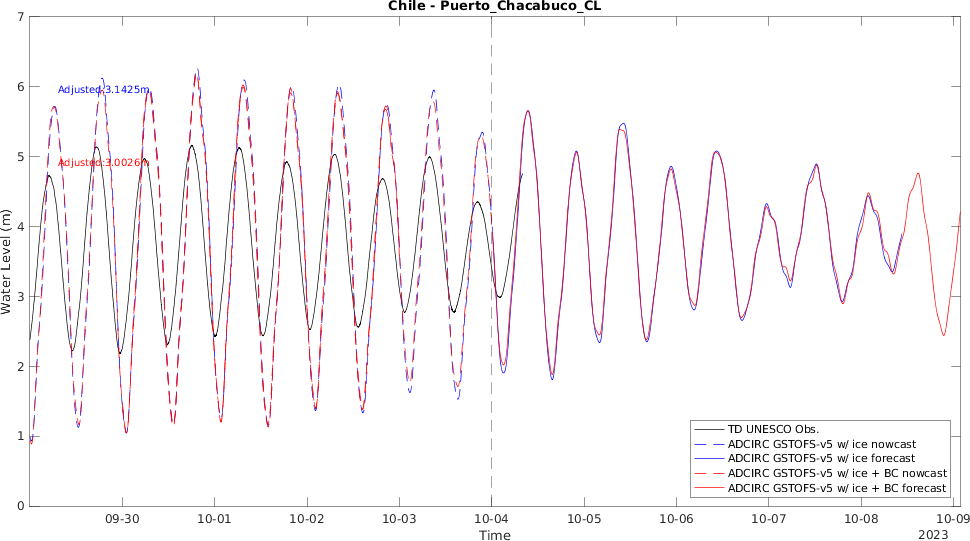 Chile - Puerto_Chacabuco_CL
7
6
5
4
3
2
1
0
Water Level (m)
Adjusted:3.1425m
Adjusted:3.0026m
TD UNESCO Obs.
ADCIRC GSTOFS-v5 w/ ice nowcast
ADCIRC GSTOFS-v5 w/ ice forecast
ADCIRC GSTOFS-v5 w/ ice + BC nowcast
ADCIRC GSTOFS-v5 w/ ice + BC forecast
09-30 10-01 10-02 10-03 10-04 10-05 10-06 10-07 10-08 10-09
Time 2023